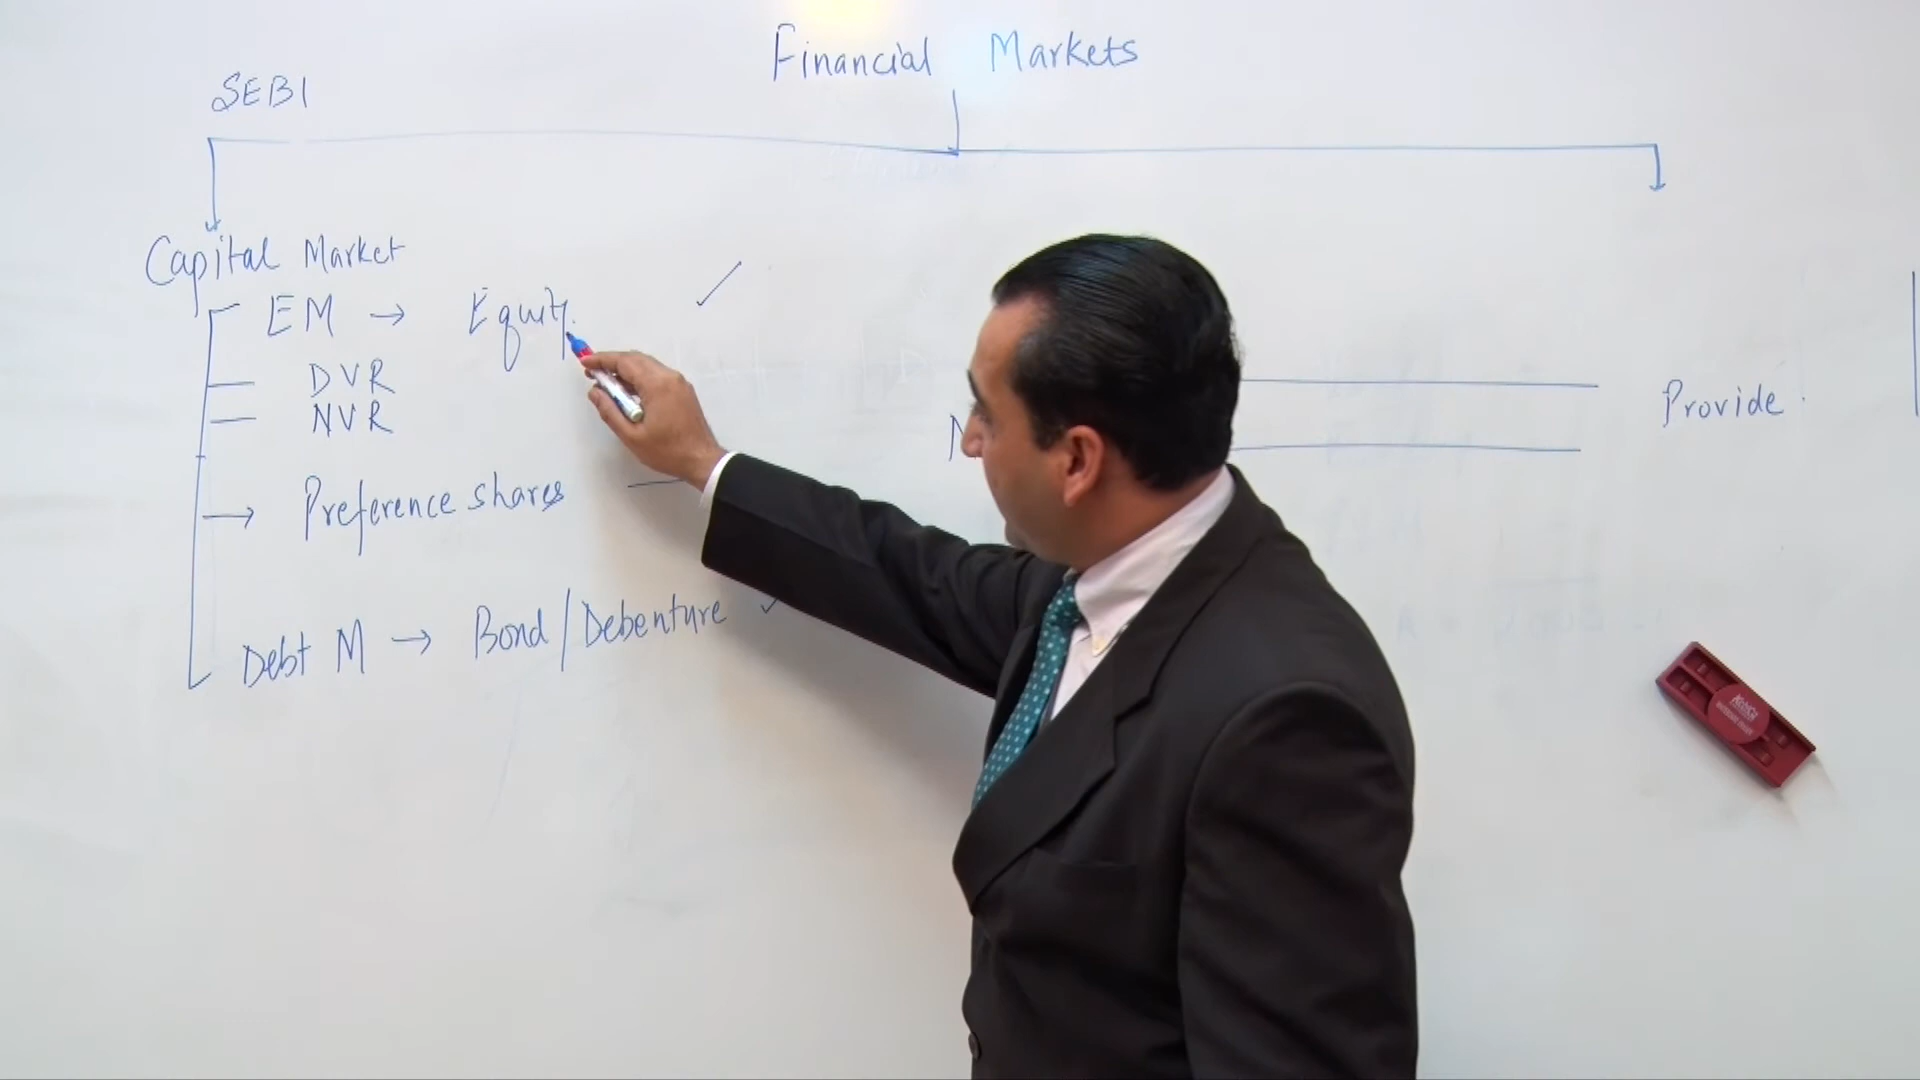 Financial Markets
SEBI
Capital Market
EM → Equity
DVR
NVR
Provide
→ Preference shares
Debt M → Bond/Debenture